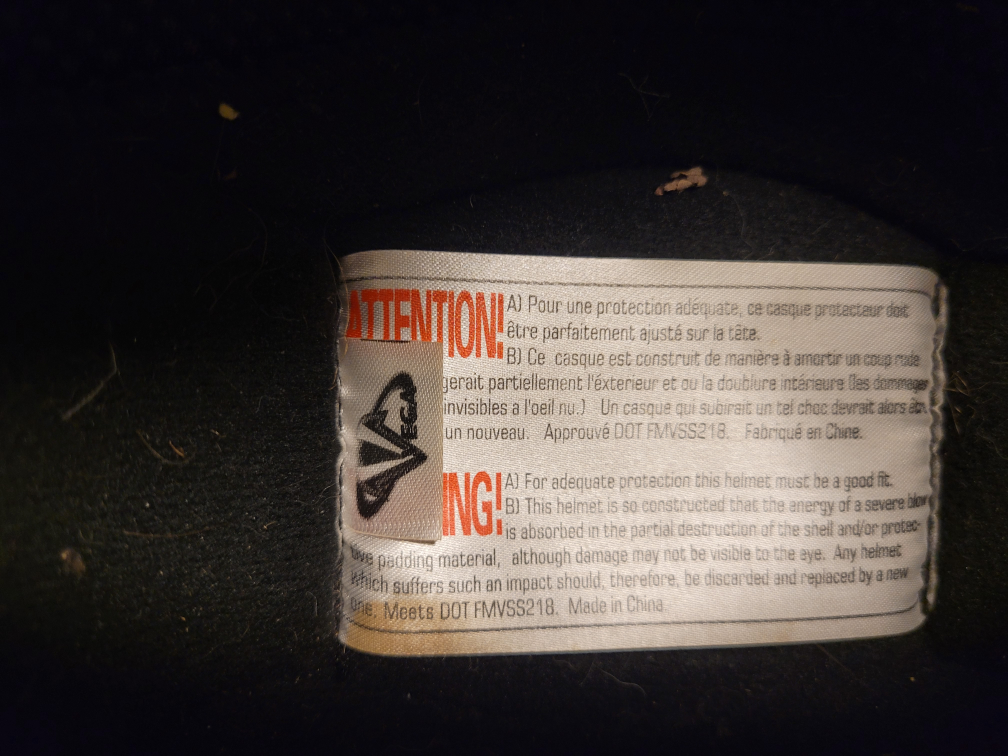 ATTENTION! A) Pour une protection adéquate, ce casque protecteur doit
être parfaitement ajusté sur la tête.
B) Ce casque est construit de manière à amortir un coup rude
gerait partiellement l'éxterieur et ou la doublure intérieure (les dommages
invisibles a l'oeil nu.) Un casque qui subirait un tel choc devrait alors êt
un nouveau. Approuvé DOT FMVSS218. Fabriqué en Chine.
VEGA
ING! A) For adequate protection this helmet must be a good fit.
B) This helmet is so constructed that the energy of a severe blow
is absorbed in the partial destruction of the shell and/or protec-
tive padding material, although damage may not be visible to the eye. Any helmet
which suffers such an impact should, therefore, be discarded and replaced by a new
one. Meets DOT FMVSS218. Made in China